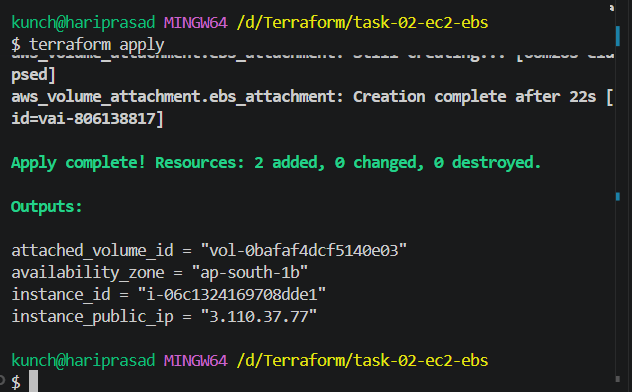 kunch@hariprasad MINGW64 /d/Terraform/task-02-ec2-ebs
$ terraform apply
psed]
aws_volume_attachment.ebs_attachment: Creation complete after 22s [
id=vai-806138817]
Apply complete! Resources: 2 added, 0 changed, 0 destroyed.
Outputs:
attached_volume_id = "vol-0bafaf4dcf5140e03"
availability_zone = "ap-south-1b"
instance_id = "i-06c1324169708dde1"
instance_public_ip = "3.110.37.77"
kunch@hariprasad MINGW64 /d/Terraform/task-02-ec2-ebs
$